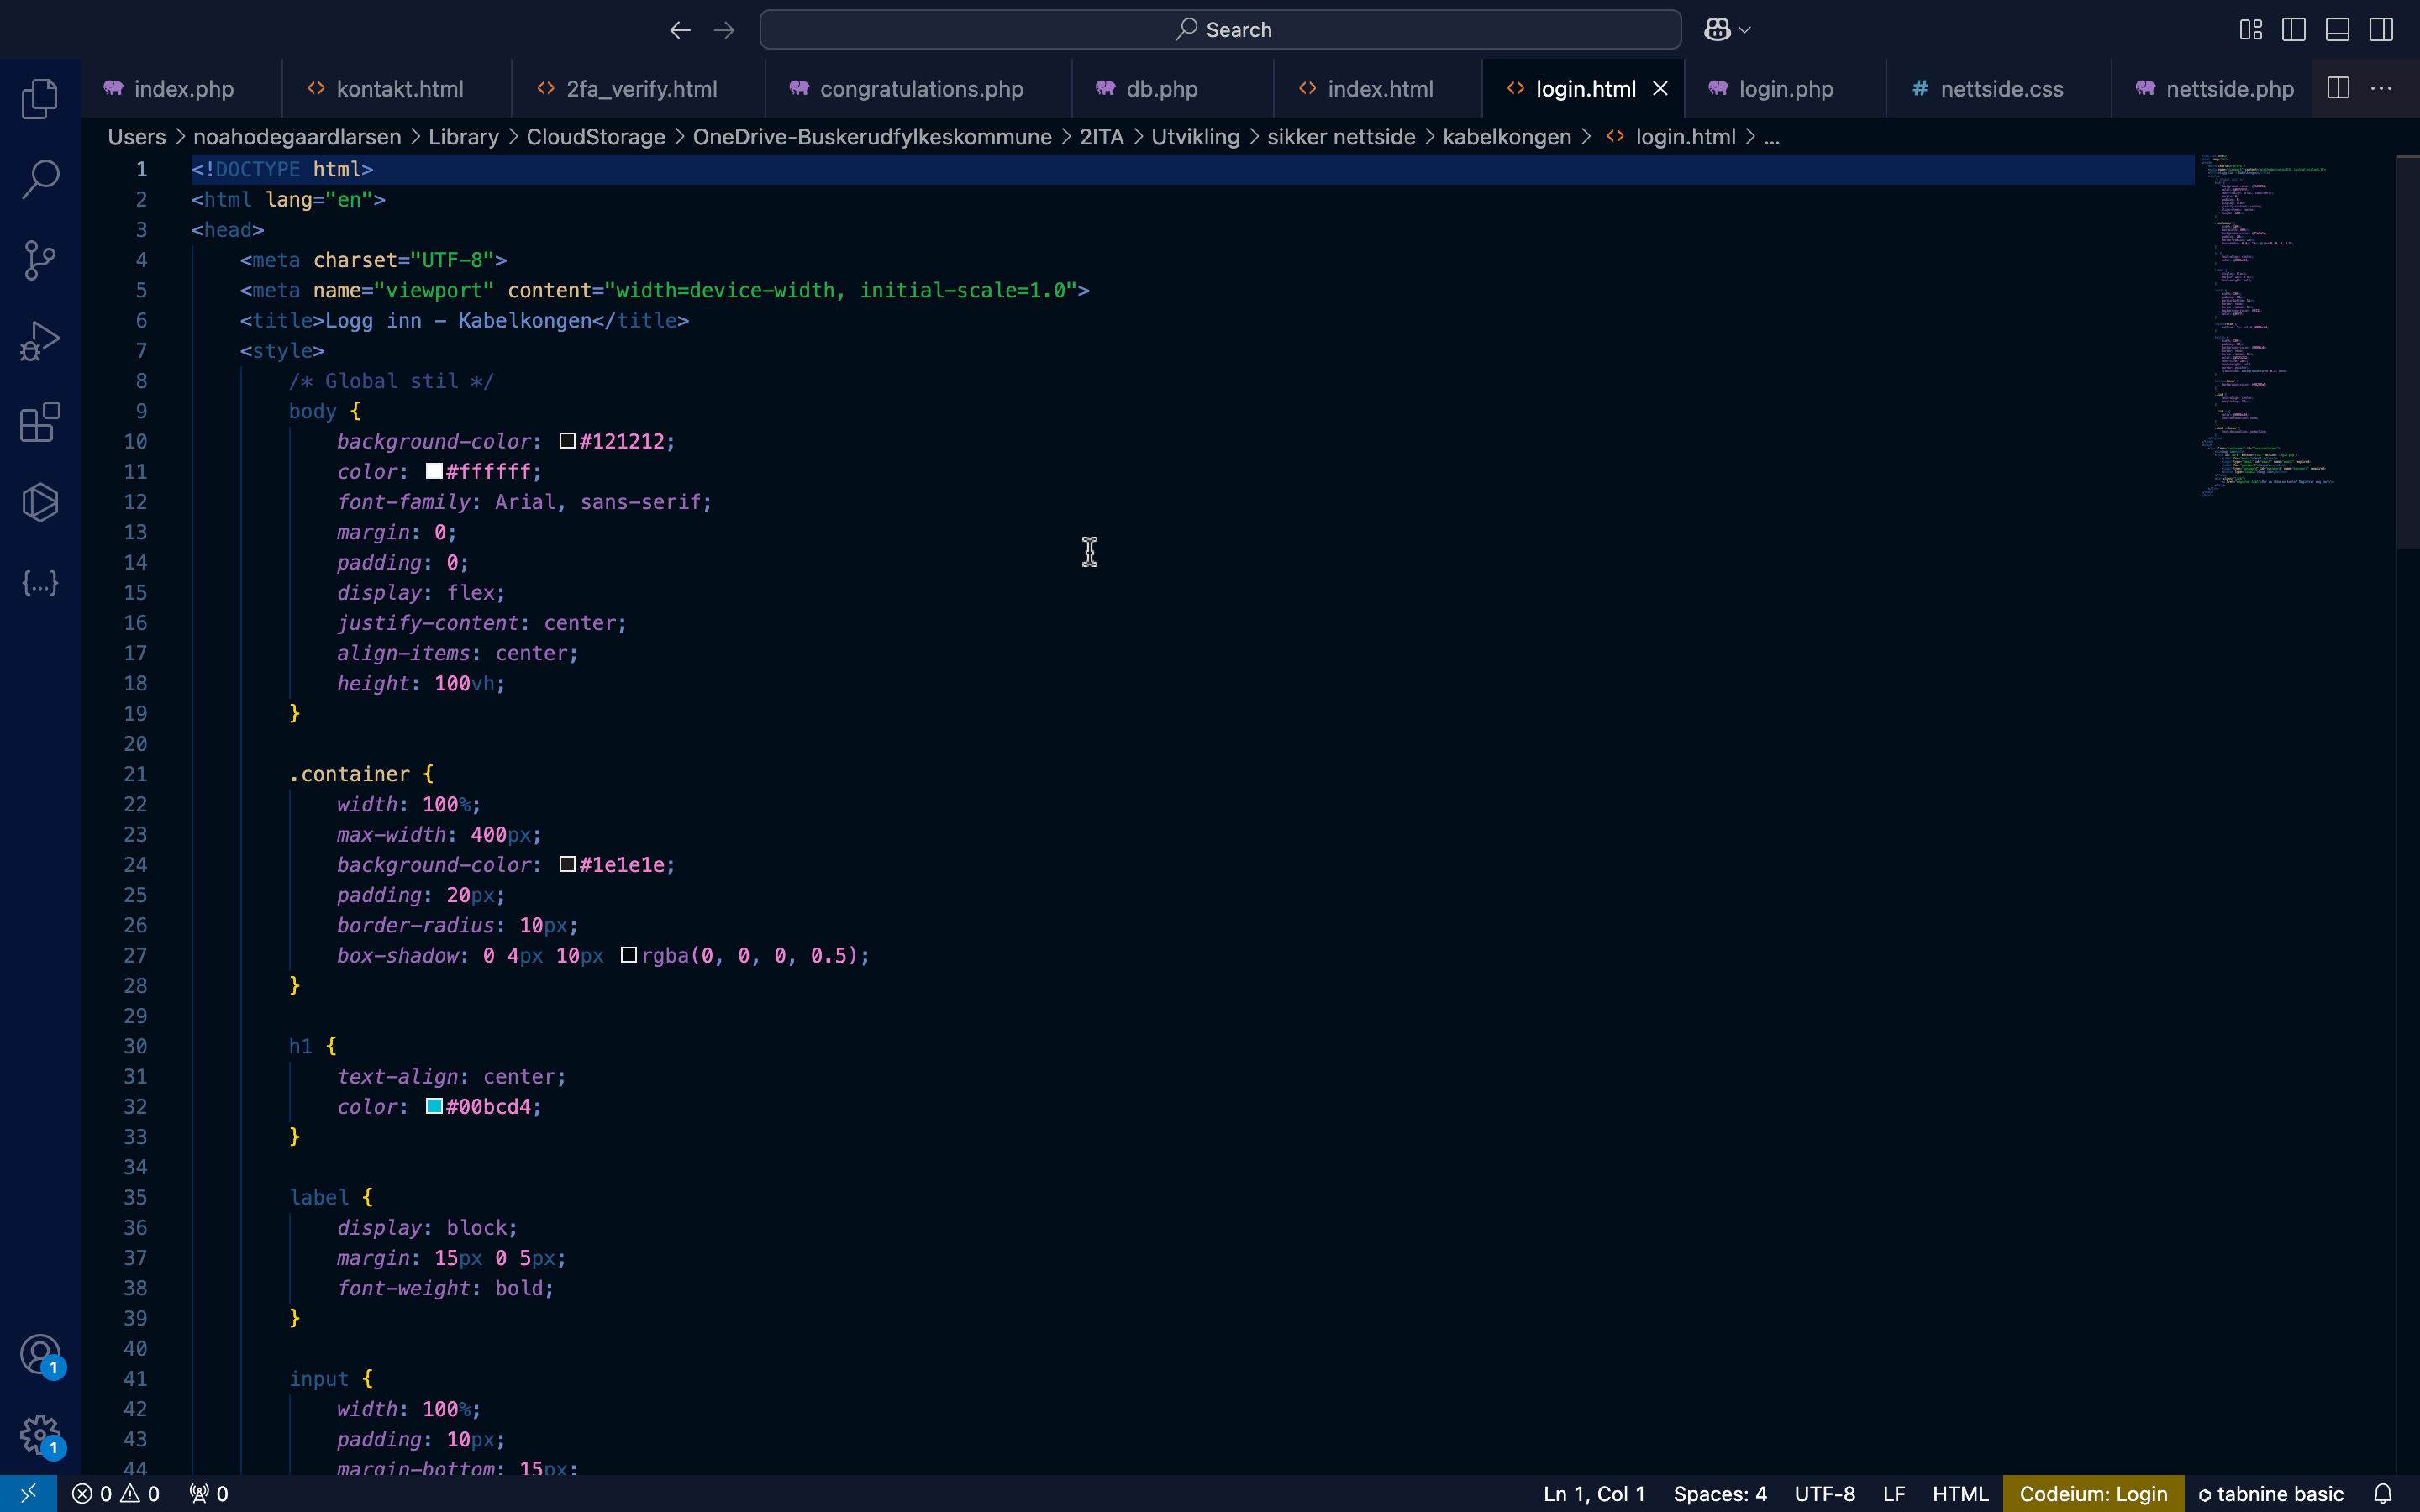 Search
index.php
kontakt.html
2fa_verify.html
congratulations.php
db.php
index.html
login.html
login.php
# nettside.css
nettside.php
Users > noahodegaardlarsen > Library > CloudStorage > OneDrive-Buskerudfylkeskommune > 2ITA > Utvikling > sikker nettside > kabelkongen > <> login.html > ...
1 <!DOCTYPE html>
2 <html lang="en">
3 <head>
4 <meta charset="UTF-8">
5 <meta name="viewport" content="width=device-width, initial-scale=1.0">
6 <title>Logg inn – Kabelkongen</title>
7 <style>
8 /* Global stil */
9 body {
10 background-color: #121212;
11 color: #ffffff;
12 font-family: Arial, sans-serif;
13 margin: 0;
14 padding: 0;
15 display: flex;
16 justify-content: center;
17 align-items: center;
18 height: 100vh;
19 }
20
21 .container {
22 width: 100%;
23 max-width: 400px;
24 background-color: #1e1e1e;
25 padding: 20px;
26 border-radius: 10px;
27 box-shadow: 0 4px 10px rgba(0, 0, 0, 0.5);
28 }
29
30 h1 {
31 text-align: center;
32 color: #00bcd4;
33 }
34
35 label {
36 display: block;
37 margin: 15px 0 5px;
38 font-weight: bold;
39 }
40
41 input {
42 width: 100%;
43 padding: 10px;
44 margin-bottom: 15px;
1
1
0 0 0
Ln 1, Col 1 Spaces: 4 UTF-8 LF HTML Codeium: Login tabnine basic